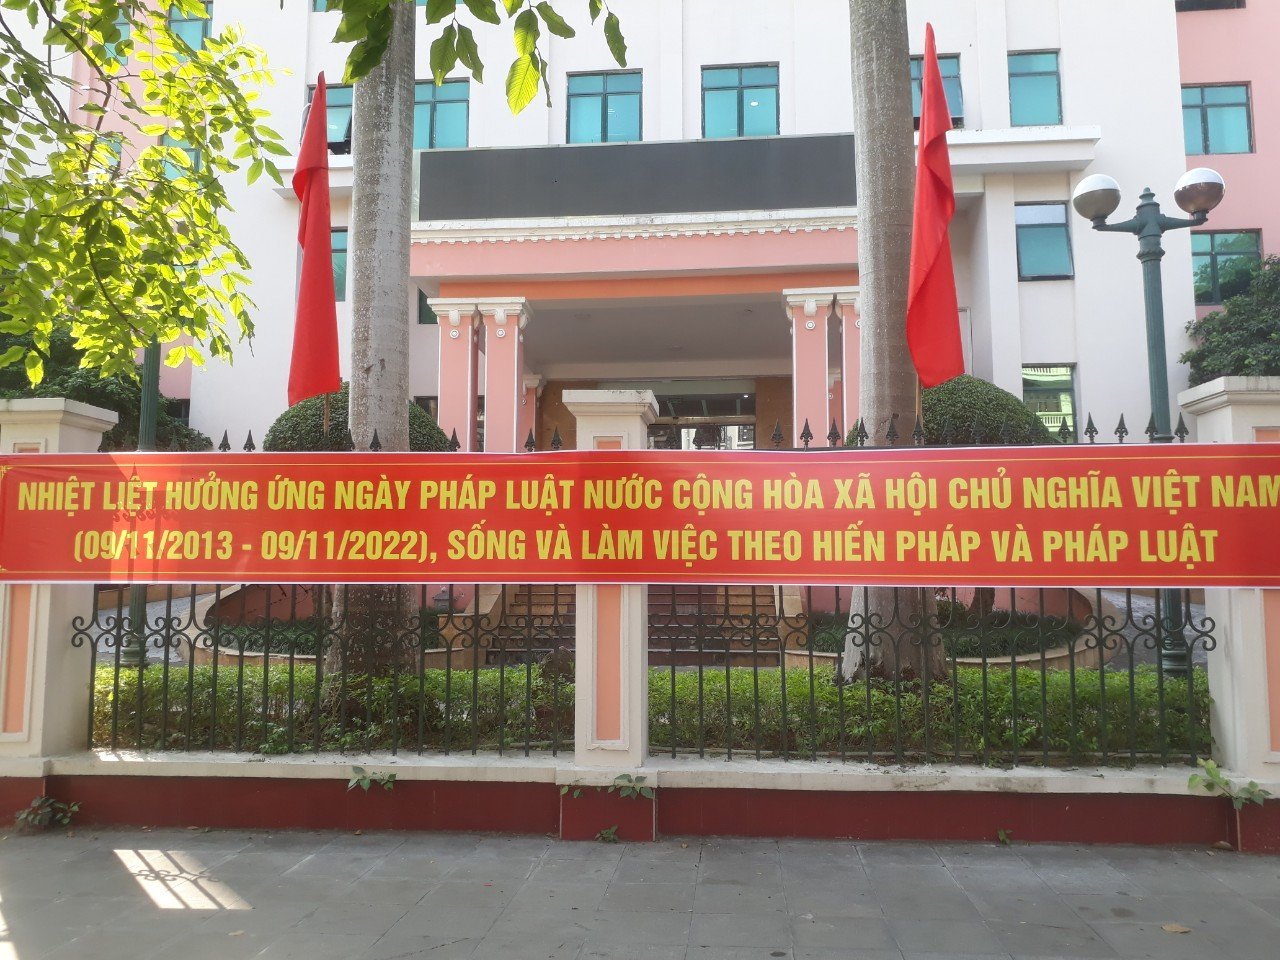 NHIỆT LIỆT HƯỞNG ỨNG NGÀY PHÁP LUẬT NƯỚC CỘNG HÒA XÃ HỘI CHỦ NGHĨA VIỆT NAM
(09/11/2013 - 09/11/2022), SỐNG VÀ LÀM VIỆC THEO HIẾN PHÁP VÀ PHÁP LUẬT